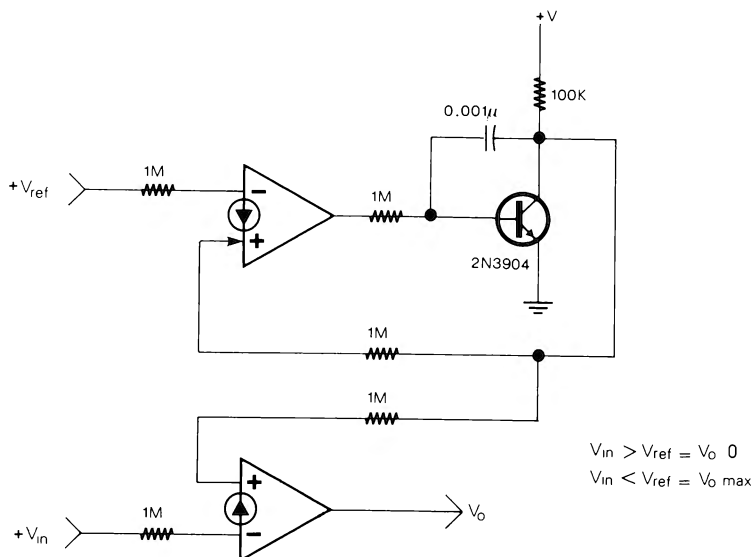 +V
100K
0.001μ
1M
+Vref
−
+
1M
2N3904
1M
1M
+
−
1M
+Vin
Vo
Vin > Vref = Vo 0
Vin < Vref = Vo max